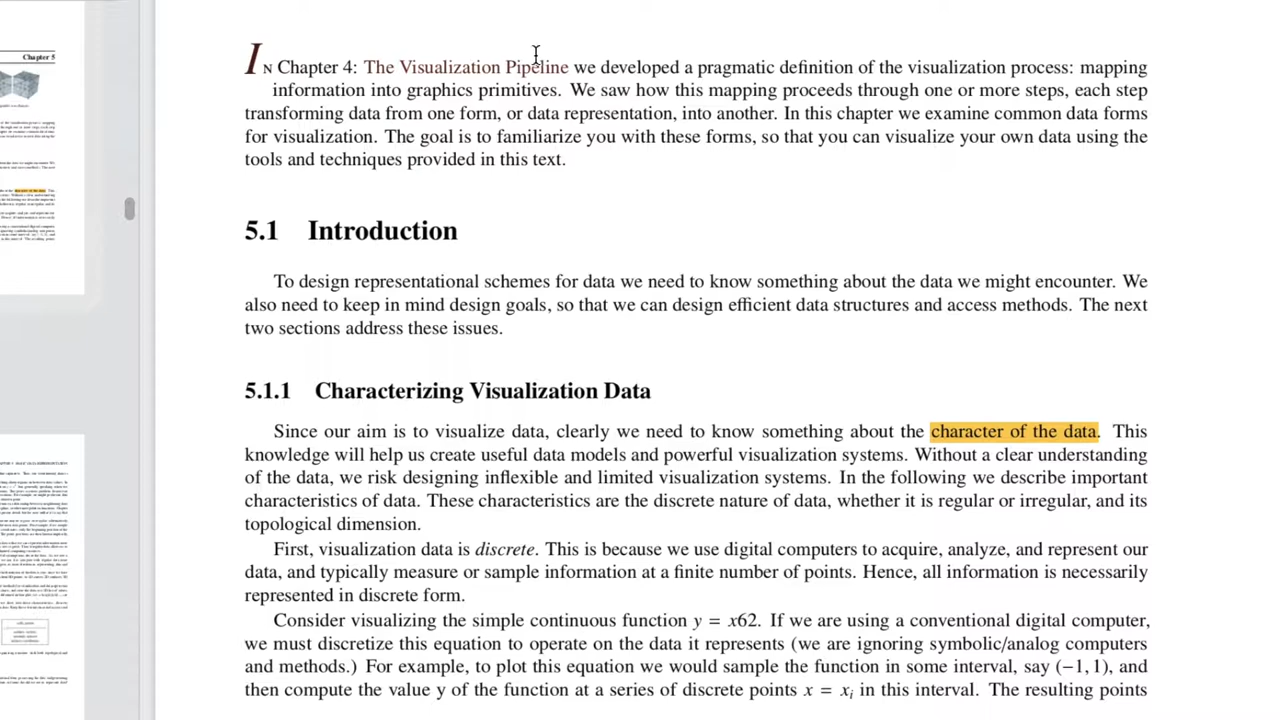 Chapter 5
IN Chapter 4: The Visualization Pipeline we developed a pragmatic definition of the visualization process: mapping
information into graphics primitives. We saw how this mapping proceeds through one or more steps, each step
transforming data from one form, or data representation, into another. In this chapter we examine common data forms
for visualization. The goal is to familiarize you with these forms, so that you can visualize your own data using the
tools and techniques provided in this text.
5.1 Introduction
To design representational schemes for data we need to know something about the data we might encounter. We
also need to keep in mind design goals, so that we can design efficient data structures and access methods. The next
two sections address these issues.
5.1.1 Characterizing Visualization Data
Since our aim is to visualize data, clearly we need to know something about the character of the data. This
knowledge will help us create useful data models and powerful visualization systems. Without a clear understanding
of the data, we risk designing inflexible and limited visualization systems. In the following we describe important
characteristics of data. These characteristics are the discrete nature of data, whether it is regular or irregular, and its
topological dimension.
First, visualization data is discrete. This is because we use digital computers to acquire, analyze, and represent our
data, and typically measure or sample information at a finite number of points. Hence, all information is necessarily
represented in discrete form.
Consider visualizing the simple continuous function y = x62. If we are using a conventional digital computer,
we must discretize this equation to operate on the data it represents (we are ignoring symbolic/analog computers
and methods.) For example, to plot this equation we would sample the function in some interval, say (−1, 1), and
then compute the value y of the function at a series of discrete points x = xi in this interval. The resulting points